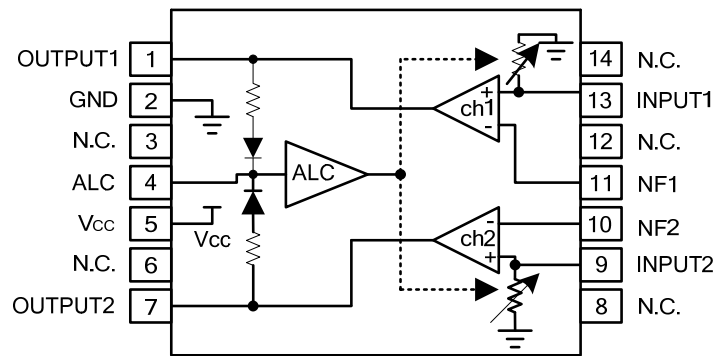 OUTPUT1 1
GND 2
N.C. 3
ALC 4
Vcc 5
N.C. 6
OUTPUT2 7
Vcc
ALC
+
ch1
-
-
ch2
+
14 N.C.
13 INPUT1
12 N.C.
11 NF1
10 NF2
9 INPUT2
8 N.C.